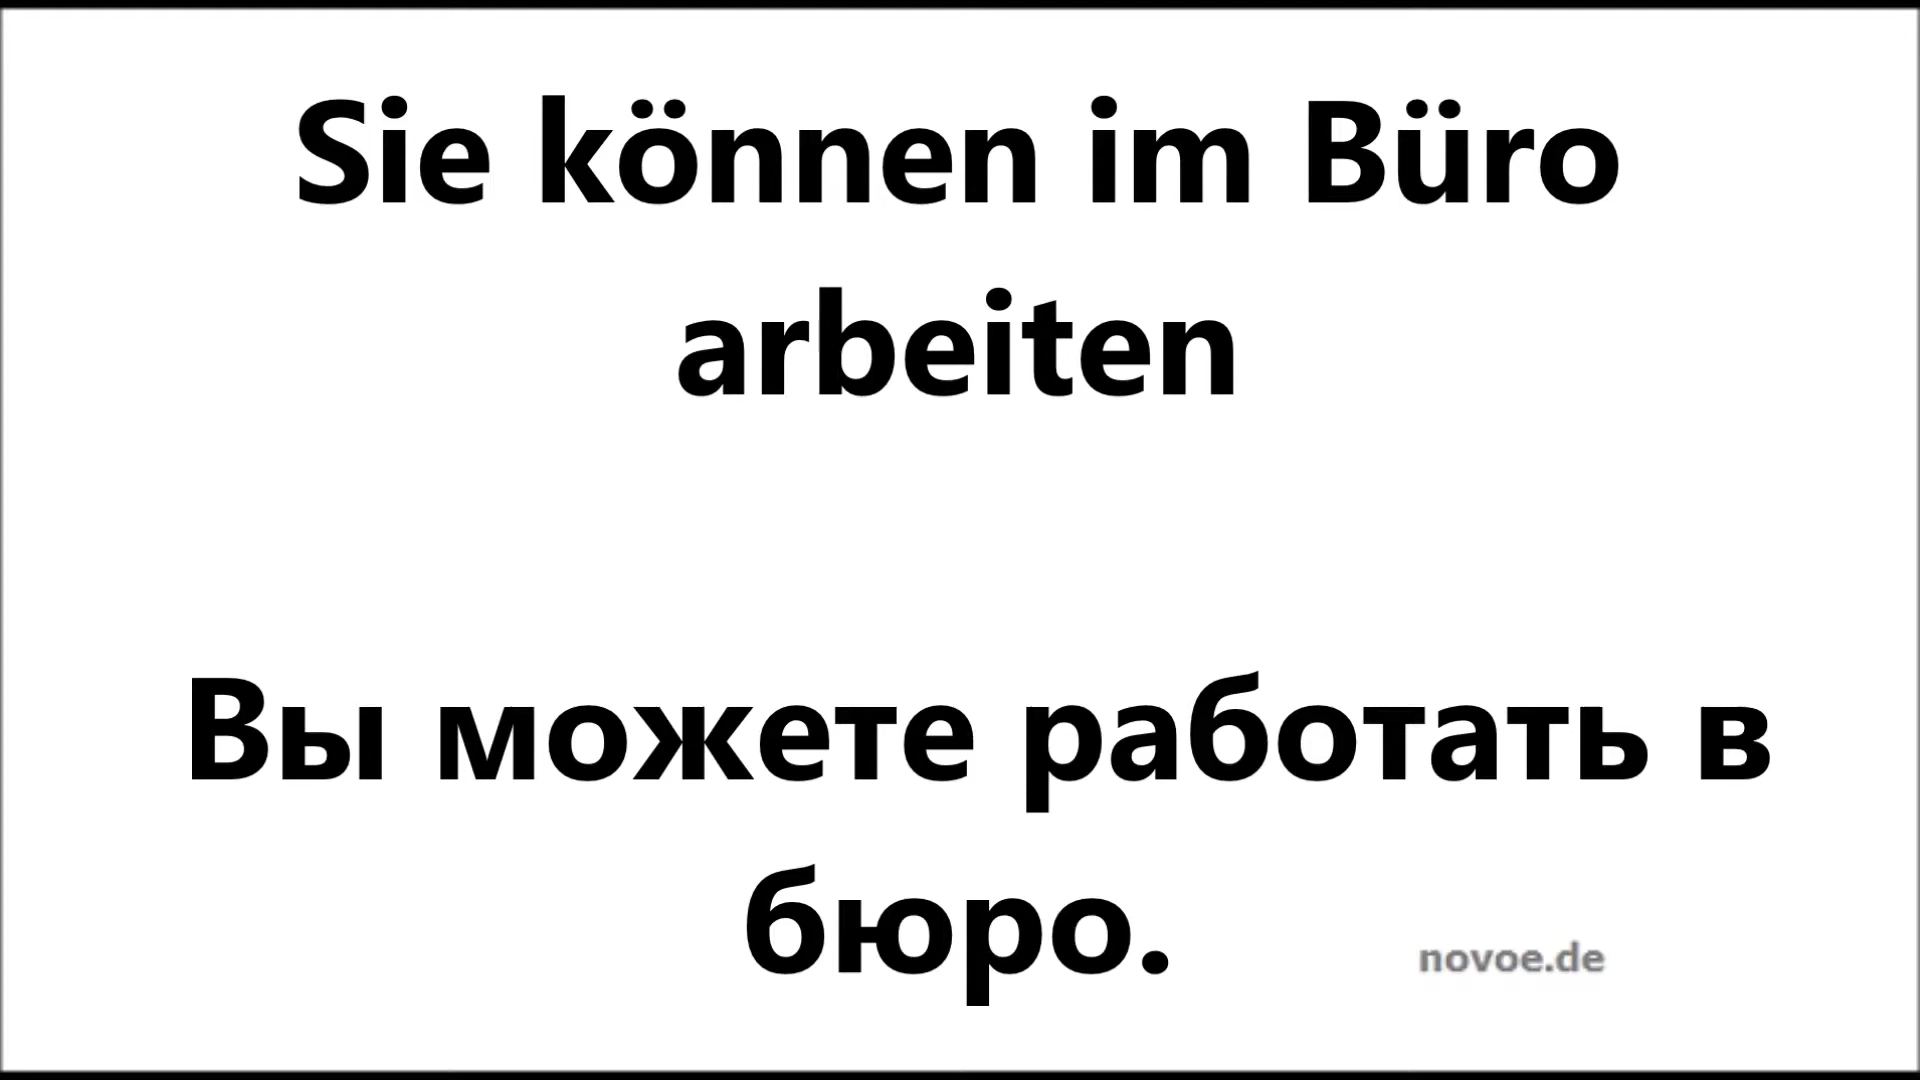 Sie können im Büro
arbeiten
Вы можете работать в
бюро.
novoe.de